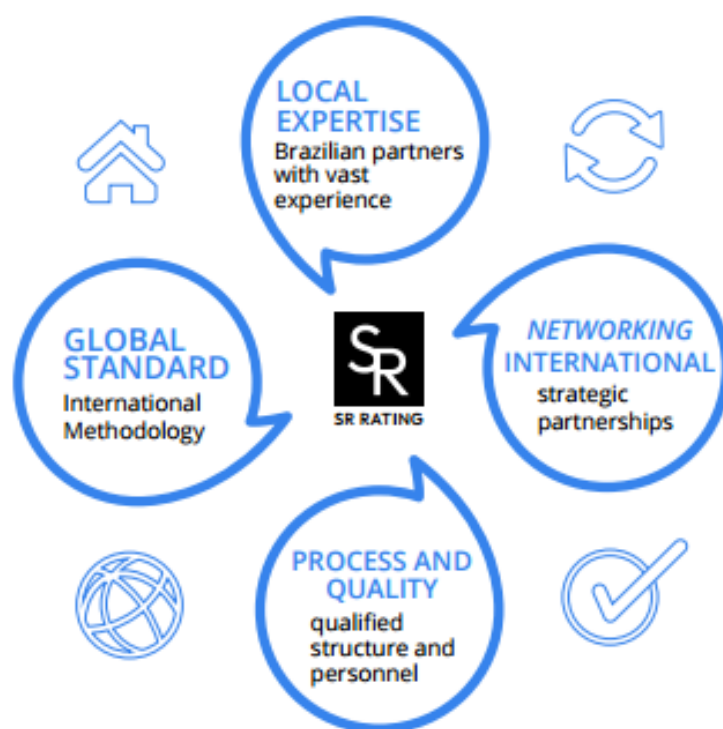 LOCAL
EXPERTISE
Brazilian partners
with vast
experience
GLOBAL
STANDARD
International
Methodology
SR
SR RATING
NETWORKING
INTERNATIONAL
strategic
partnerships
PROCESS AND
QUALITY
qualified
structure and
personnel